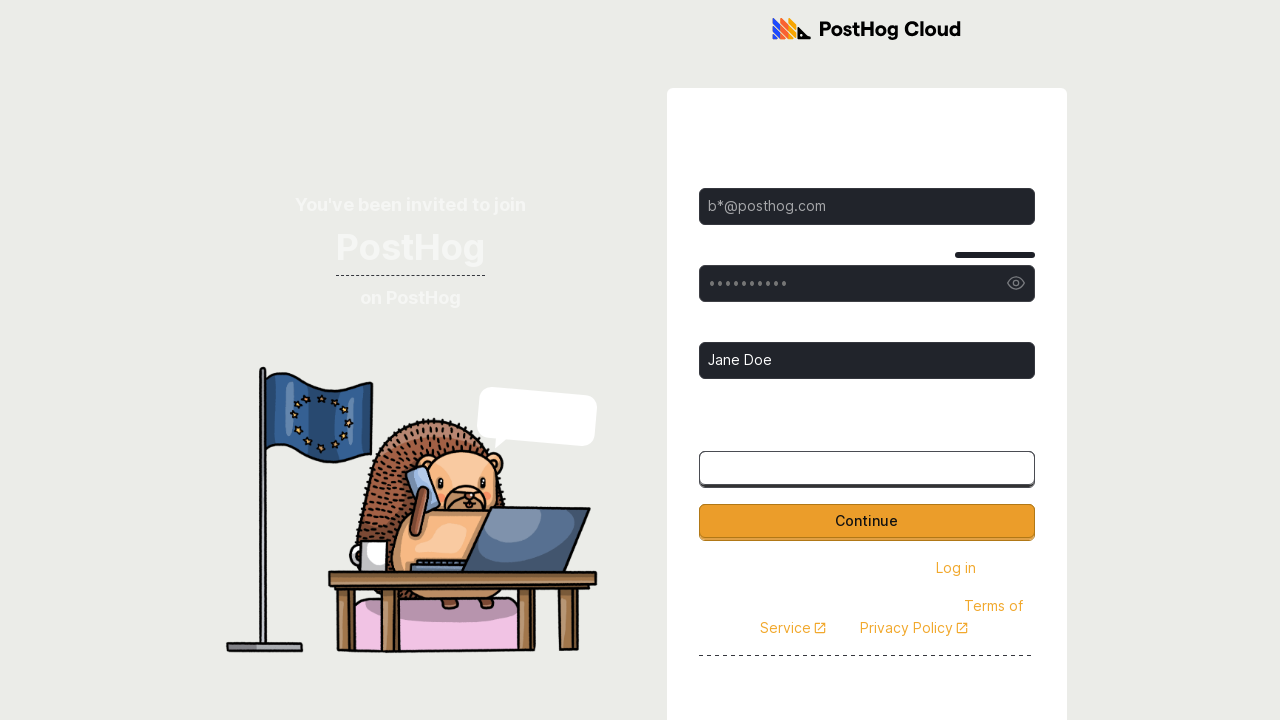 PostHog Cloud
You've been invited to join
PostHog
on PostHog
b*@posthog.com
••••••••••
Jane Doe
Continue
Log in
Terms of
Service
Privacy Policy